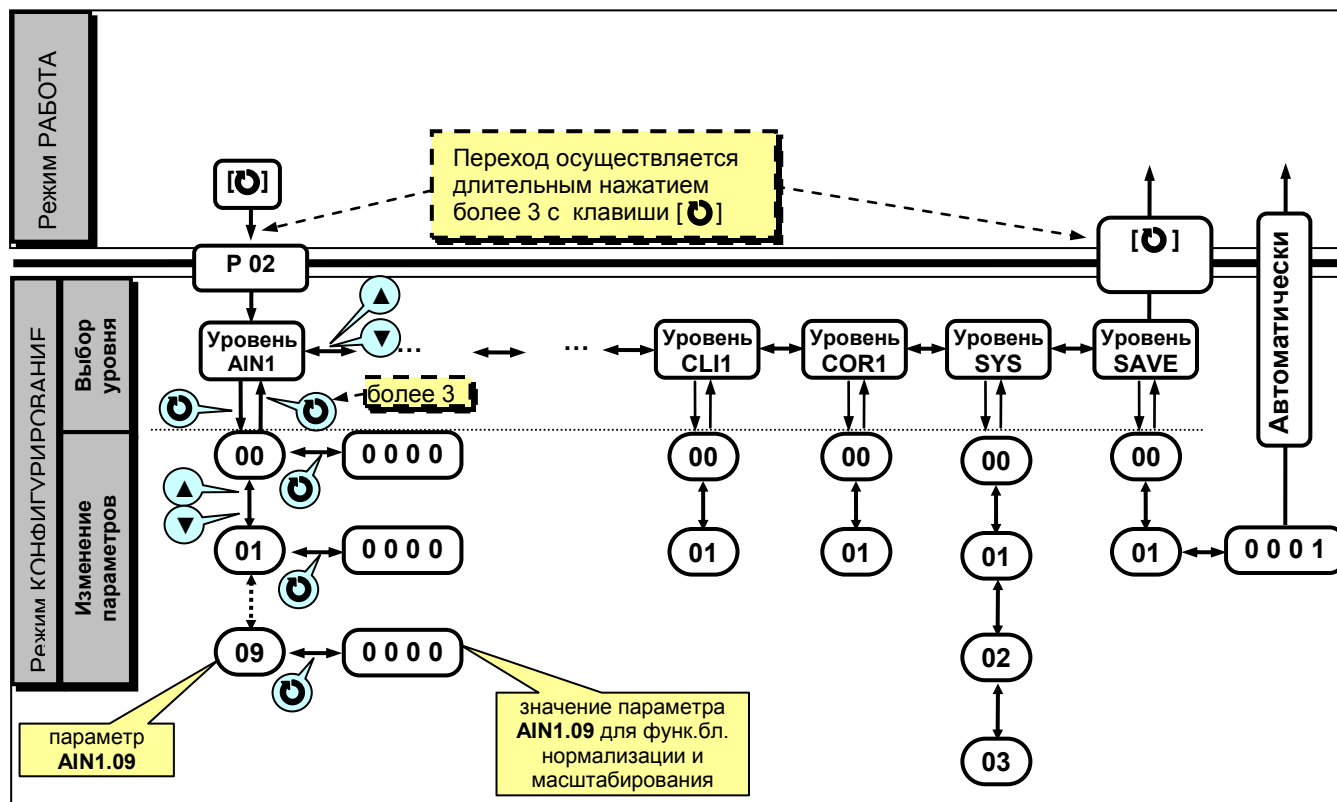 Режим РАБОТА
[↻]
Переход осуществляется
длительным нажатием
более 3 с клавиши [↻]
[↻]
Автоматически
P 02
Режим КОНФИГУРИРОВАНИЕ
Выбор
уровня
Изменение
параметров
Уровень
AIN1
▲
▼
...
...
Уровень
CLI1
Уровень
COR1
Уровень
SYS
Уровень
SAVE
↻
↻
более 3
00
↻
0 0 0 0
00
00
00
00
▲
▼
01
↻
0 0 0 0
01
01
01
01
0 0 0 1
09
↻
0 0 0 0
02
03
параметр
AIN1.09
значение параметра
AIN1.09 для функ.бл.
нормализации и
масштабирования